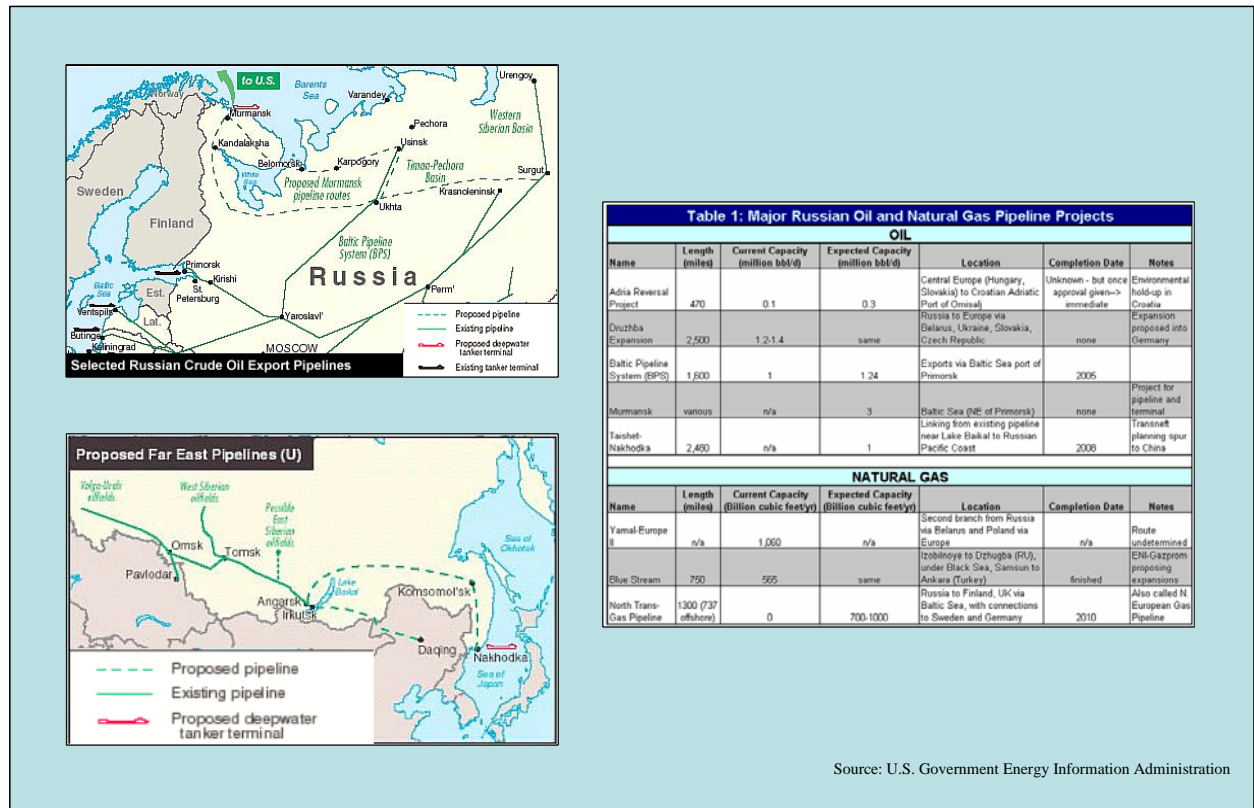 to U.S.
Barents
Sea
Urengoy
Norway
Varandey
Murmansk
Western
Siberian Basin
Pechora
Kandalaksha
Usinsk
Belomorsk
Karpogory
Timan-Pechora
Basin
White
Sea
Proposed Murmansk
pipeline routes
Surgut
Krasnoleninsk
Sweden
Finland
Ukhta
Baltic Pipeline
System (BPS)
Russia
Primorsk
Kirishi
St.
Petersburg
Baltic
Sea
Est.
Perm'
Ventspils
Lat.
Yaroslavl'
Butinge
Kaliningrad
MOSCOW
Proposed pipeline
Existing pipeline
Proposed deepwater
tanker terminal
Existing tanker terminal
Selected Russian Crude Oil Export Pipelines
Proposed Far East Pipelines (U)
Volga-Urals
oilfields
West Siberian
oilfields
Possible
East
Siberian
oilfields
Sea of
Okhotsk
Omsk
Tomsk
Pavlodar
Lake
Baikal
Angarsk
Irkutsk
Komsomol'sk
Daqing
Nakhodka
Sea of
Japan
Proposed pipeline
Existing pipeline
Proposed deepwater
tanker terminal
Table 1: Major Russian Oil and Natural Gas Pipeline Projects
OIL
Name Length (miles) Current Capacity (million bbl/d) Expected Capacity (million bbl/d) Location Completion Date Notes
Adria Reversal Project 470 0.1 0.3 Central Europe (Hungary, Slovakia) to Croatian Adriatic Port of Omisalj Unknown - but once approval given--> immediate Environmental hold-up in Croatia
Druzhba Expansion 2,500 1.2-1.4 same Russia to Europe via Belarus, Ukraine, Slovakia, Czech Republic none Expansion proposed into Germany
Baltic Pipeline System (BPS) 1,600 1 1.24 Exports via Baltic Sea port of Primorsk 2005
Murmansk various n/a 3 Baltic Sea (NE of Primorsk) none Project for pipeline and terminal
Taishet-Nakhodka 2,480 n/a 1 Linking from existing pipeline near Lake Baikal to Russian Pacific Coast 2008 Transneft planning spur to China
NATURAL GAS
Name Length (miles) Current Capacity (Billion cubic feet/yr) Expected Capacity (Billion cubic feet/yr) Location Completion Date Notes
Yamal-Europe II n/a 1,060 n/a Second branch from Russia via Belarus and Poland via Europe n/a Route undetermined
Blue Stream 750 565 same Izobilnoye to Dzhugba (RU), under Black Sea, Samsun to Ankara (Turkey) finished ENI-Gazprom proposing expansions
North Trans-Gas Pipeline 1300 (737 offshore) 0 700-1000 Russia to Finland, UK via Baltic Sea, with connections to Sweden and Germany 2010 Also called N. European Gas Pipeline
Source: U.S. Government Energy Information Administration